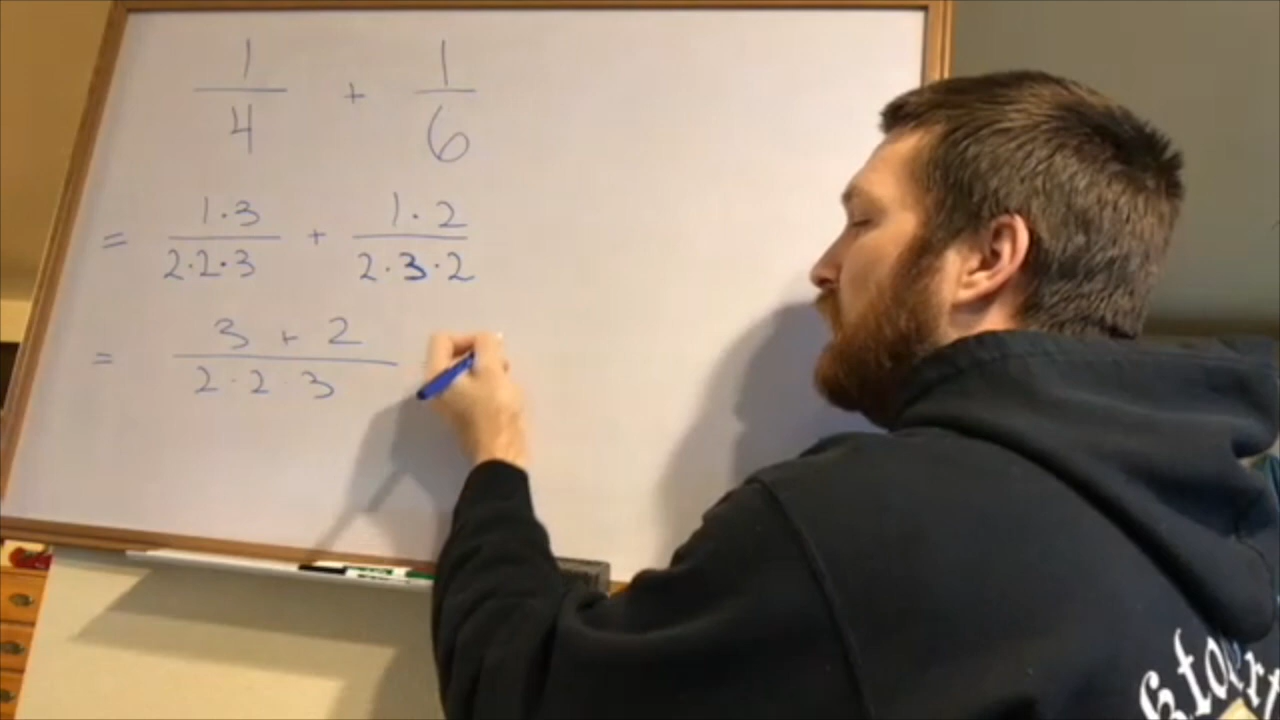 1/4 + 1/6
= 1·3/2·2·3 + 1·2/2·3·2
= 3 + 2/2·2·3